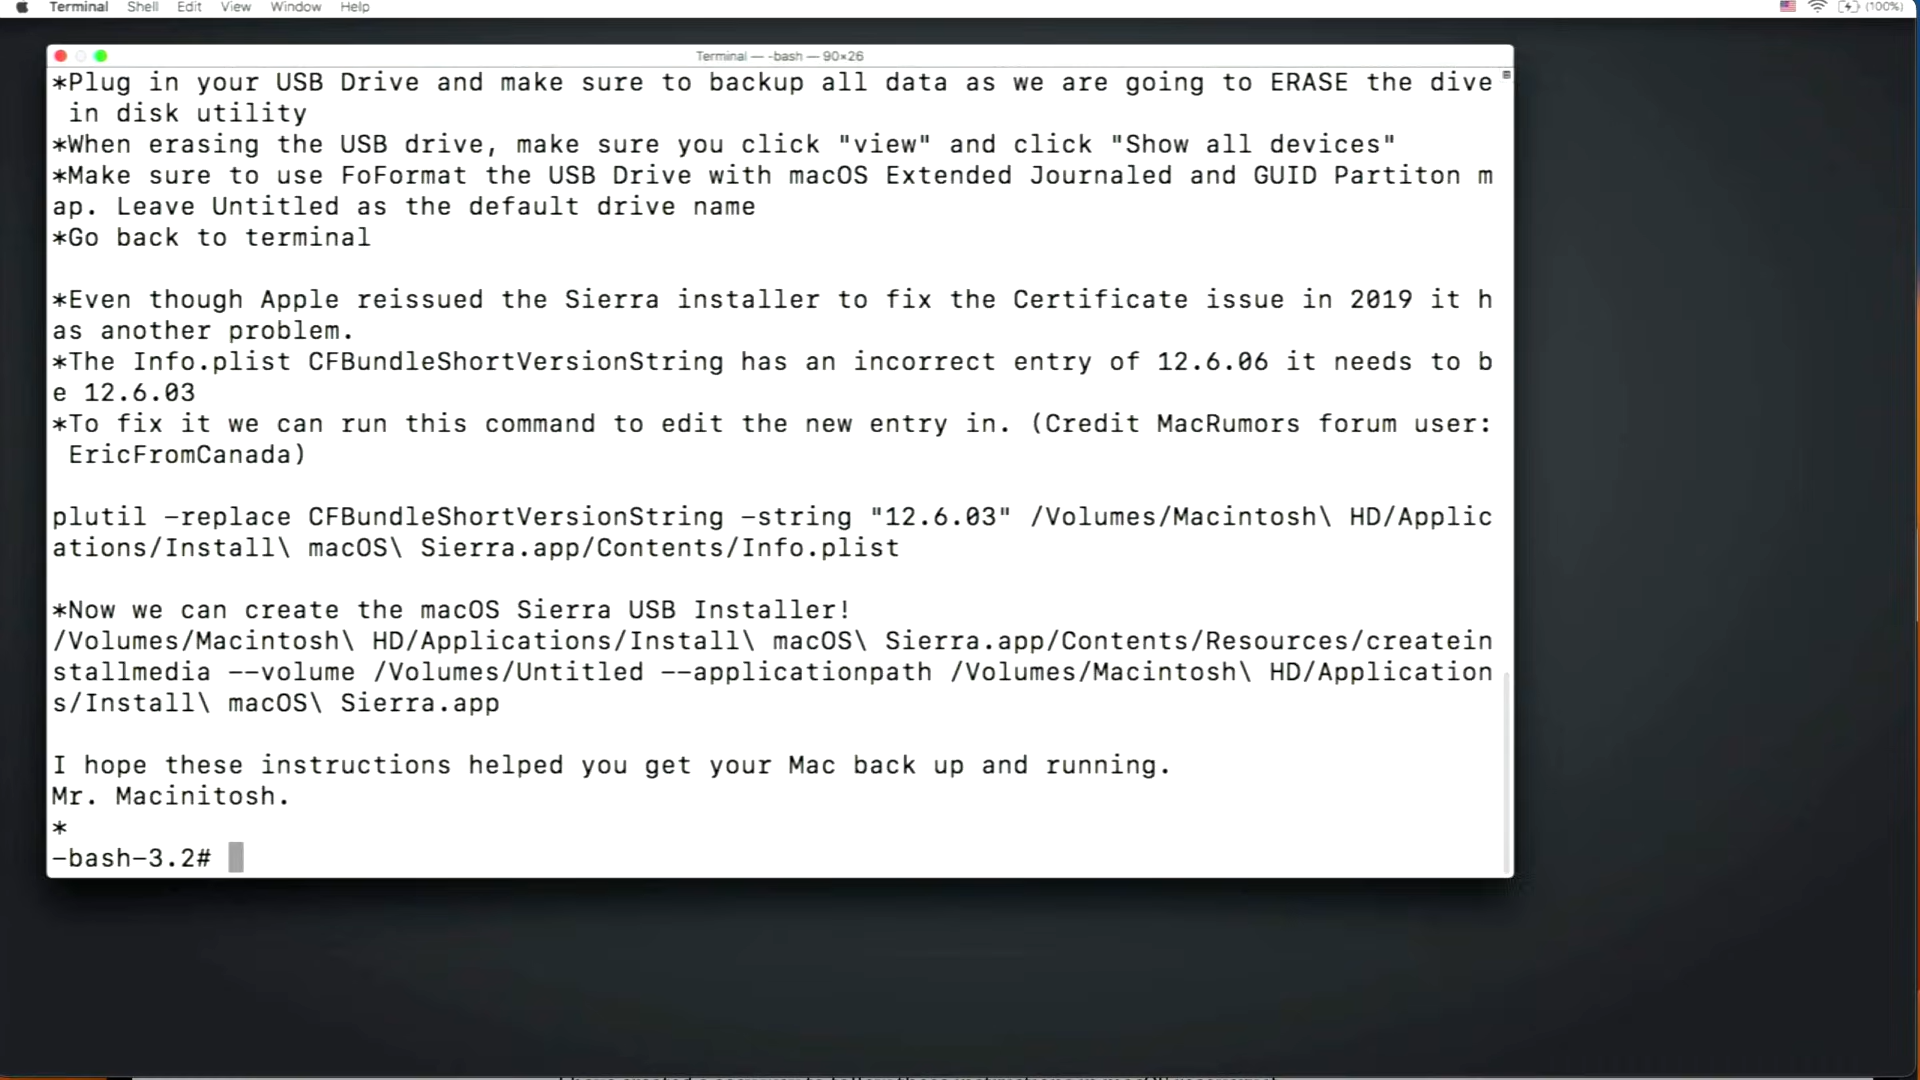 Terminal Shell Edit View Window Help (100%)
Terminal — -bash — 90×26
*Plug in your USB Drive and make sure to backup all data as we are going to ERASE the dive
 in disk utility
*When erasing the USB drive, make sure you click "view" and click "Show all devices"
*Make sure to use FoFormat the USB Drive with macOS Extended Journaled and GUID Partiton m
ap. Leave Untitled as the default drive name
*Go back to terminal
*Even though Apple reissued the Sierra installer to fix the Certificate issue in 2019 it h
as another problem.
*The Info.plist CFBundleShortVersionString has an incorrect entry of 12.6.06 it needs to b
e 12.6.03
*To fix it we can run this command to edit the new entry in. (Credit MacRumors forum user:
 EricFromCanada)
plutil -replace CFBundleShortVersionString -string "12.6.03" /Volumes/Macintosh\ HD/Applic
ations/Install\ macOS\ Sierra.app/Contents/Info.plist
*Now we can create the macOS Sierra USB Installer!
/Volumes/Macintosh\ HD/Applications/Install\ macOS\ Sierra.app/Contents/Resources/createin
stallmedia --volume /Volumes/Untitled --applicationpath /Volumes/Macintosh\ HD/Application
s/Install\ macOS\ Sierra.app
I hope these instructions helped you get your Mac back up and running.
Mr. Macinitosh.
*
-bash-3.2#